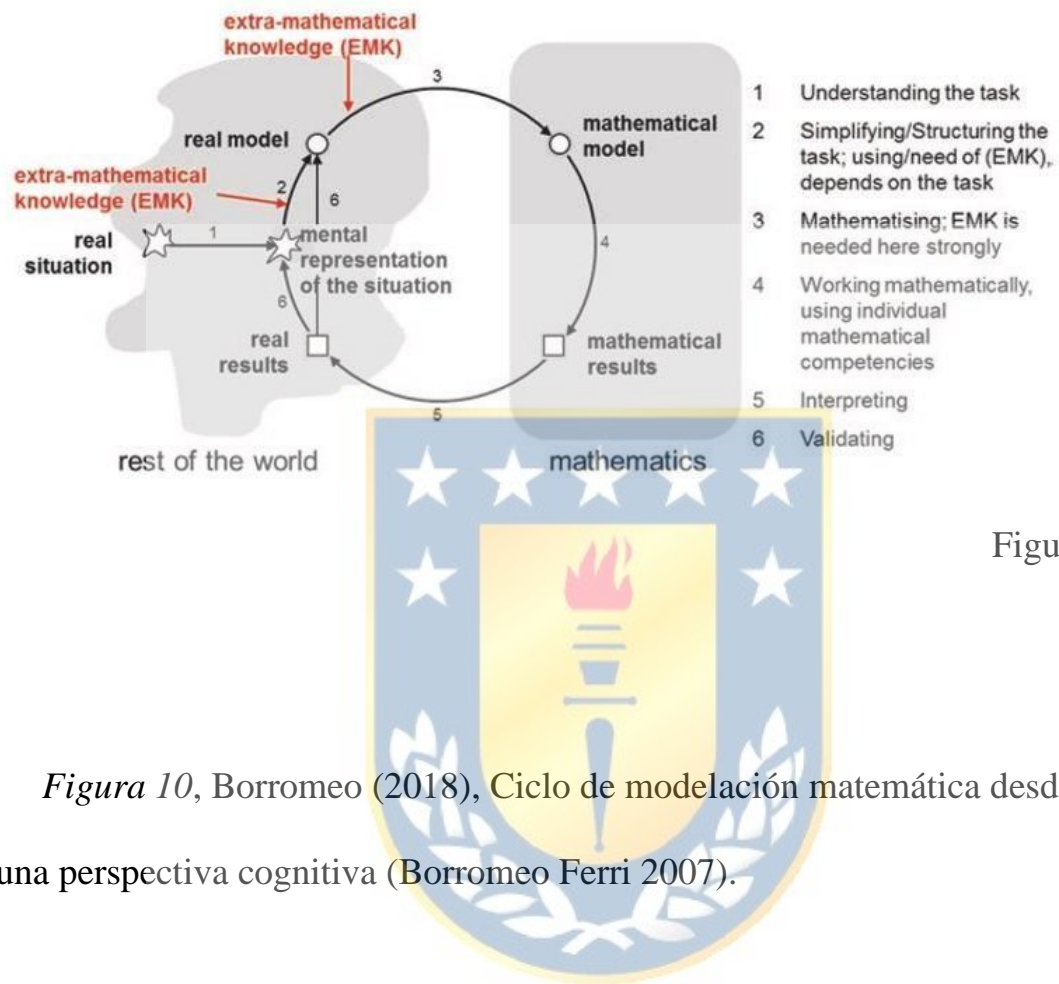 extra-mathematical
knowledge (EMK)
3
real model
mathematical
model
extra-mathematical
knowledge (EMK)
2
6
real
situation
1
mental
representation
of the situation
4
6
real
results
mathematical
results
5
rest of the world
mathematics
1 Understanding the task
2 Simplifying/Structuring the
task; using/need of (EMK),
depends on the task
3 Mathematising; EMK is
needed here strongly
4 Working mathematically,
using individual
mathematical
competencies
5 Interpreting
6 Validating
Figu
Figura 10, Borromeo (2018), Ciclo de modelación matemática desd
una perspectiva cognitiva (Borromeo Ferri 2007).